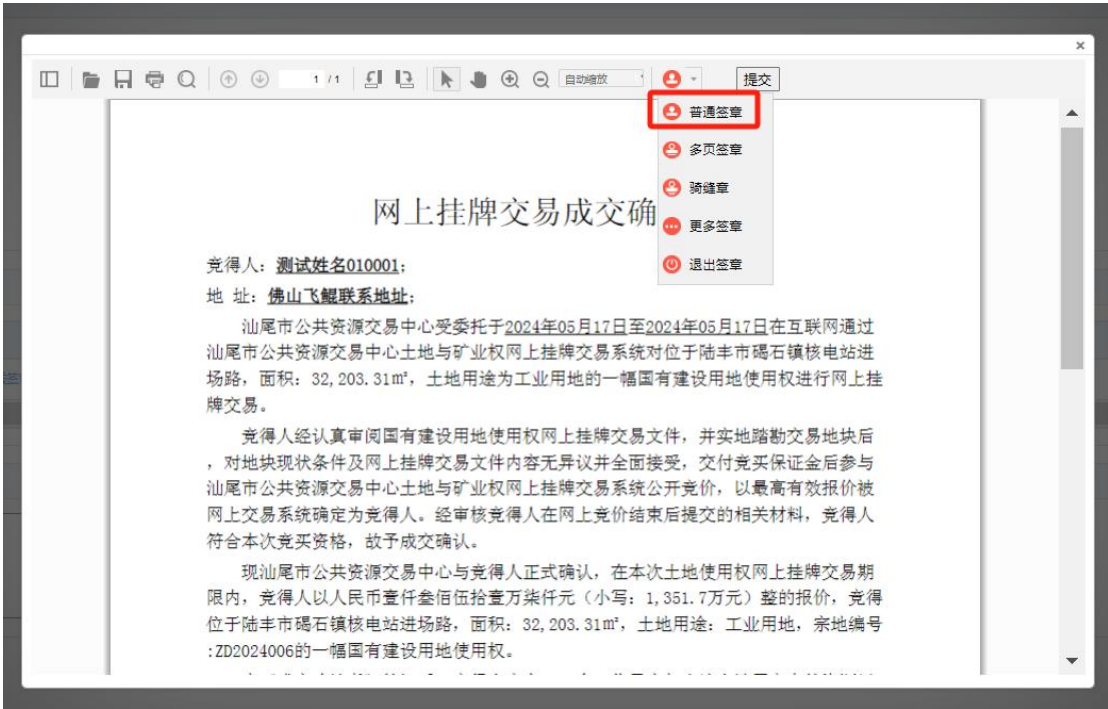 ×
1 / 1
自动缩放
提交
普通签章
多页签章
骑缝章
更多签章
退出签章
网上挂牌交易成交确
竞得人：测试姓名010001；
地 址：佛山飞鲲联系地址；
汕尾市公共资源交易中心受委托于2024年05月17日至2024年05月17日在互联网通过
汕尾市公共资源交易中心土地与矿业权网上挂牌交易系统对位于陆丰市碣石镇核电站进
场路，面积：32,203.31㎡，土地用途为工业用地的一幅国有建设用地使用权进行网上挂
牌交易。
竞得人经认真审阅国有建设用地使用权网上挂牌交易文件，并实地踏勘交易地块后
，对地块现状条件及网上挂牌交易文件内容无异议并全面接受，交付竞买保证金后参与
汕尾市公共资源交易中心土地与矿业权网上挂牌交易系统公开竞价，以最高有效报价被
网上交易系统确定为竞得人。经审核竞得人在网上竞价结束后提交的相关材料，竞得人
符合本次竞买资格，故予成交确认。
现汕尾市公共资源交易中心与竞得人正式确认，在本次土地使用权网上挂牌交易期
限内，竞得人以人民币壹仟叁佰伍拾壹万柒仟元（小写：1,351.7万元）整的报价，竞得
位于陆丰市碣石镇核电站进场路，面积：32,203.31㎡，土地用途：工业用地，宗地编号
:ZD2024006的一幅国有建设用地使用权。